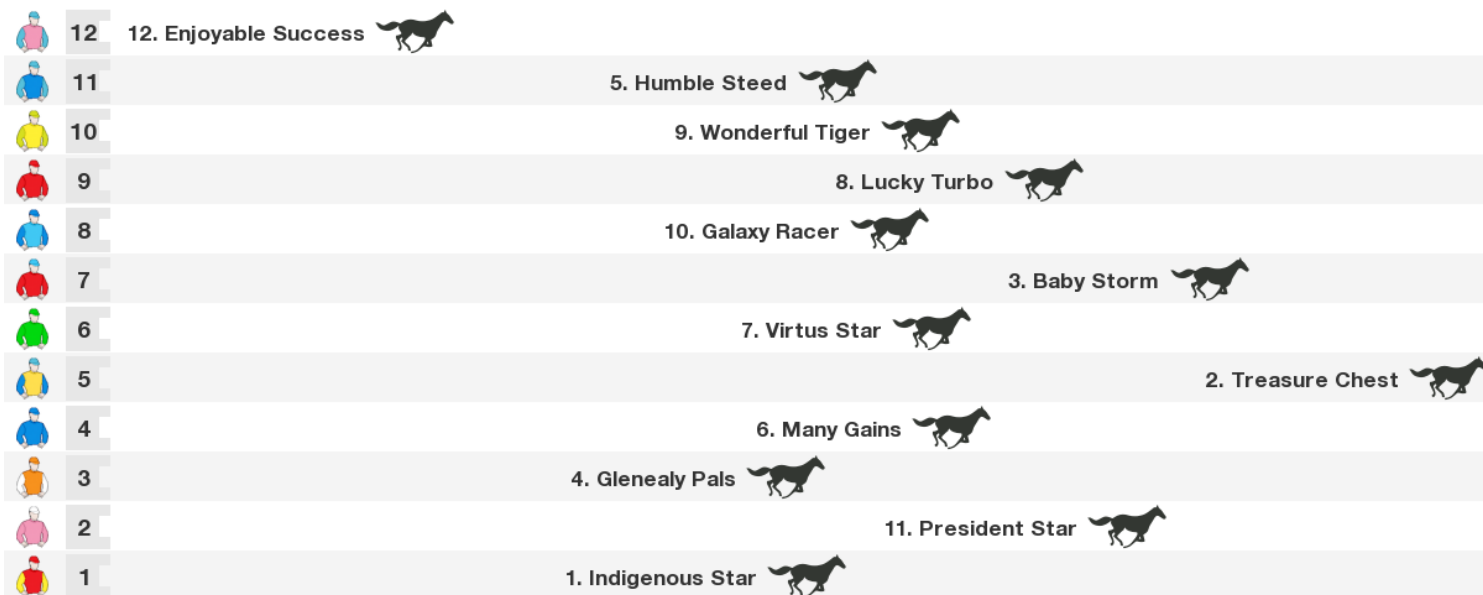 12 12. Enjoyable Success
11 5. Humble Steed
10 9. Wonderful Tiger
9 8. Lucky Turbo
8 10. Galaxy Racer
7 3. Baby Storm
6 7. Virtus Star
5 2. Treasure Chest
4 6. Many Gains
3 4. Glenealy Pals
2 11. President Star
1 1. Indigenous Star